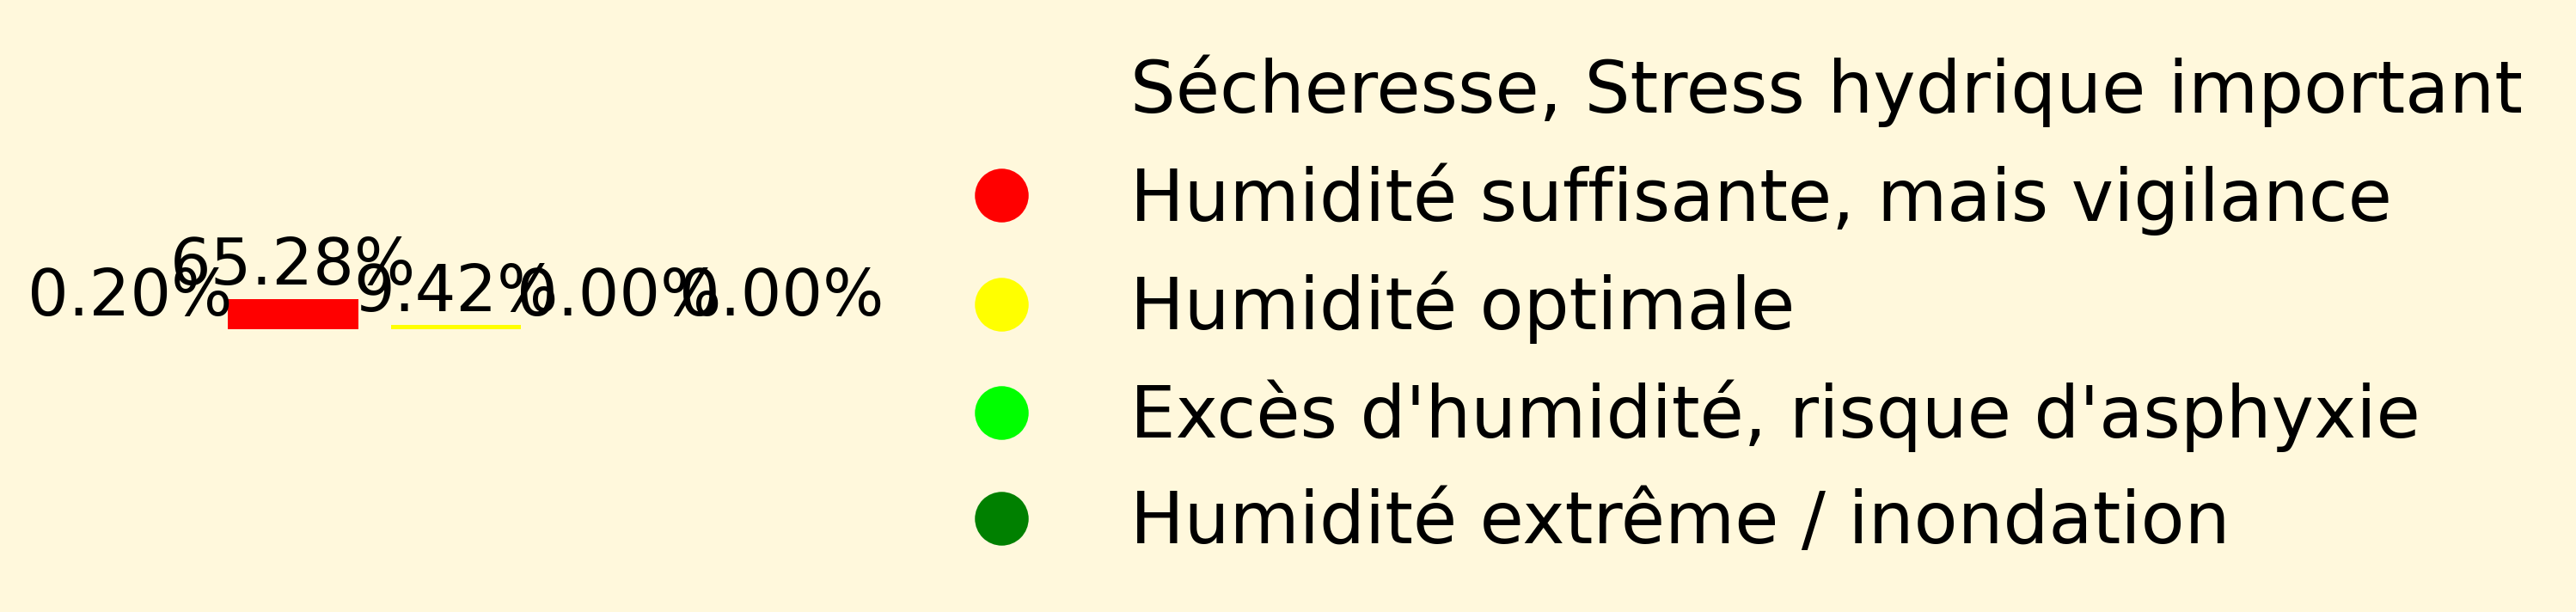 Sécheresse, Stress hydrique important
Humidité suffisante, mais vigilance
Humidité optimale
Excès d'humidité, risque d'asphyxie
Humidité extrême / inondation
0.20%
65.28%
9.42%
0.00%
0.00%